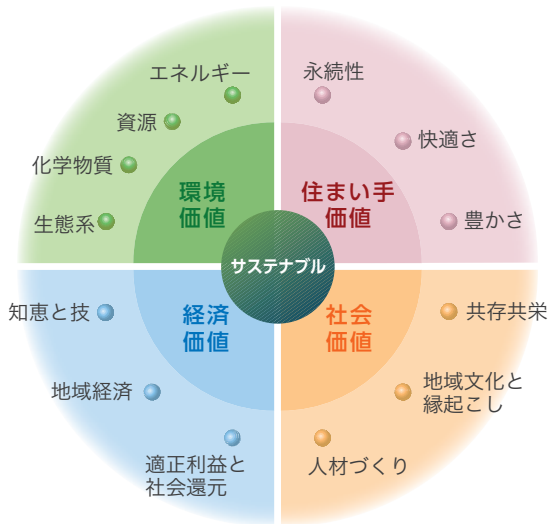 エネルギー
資源
化学物質
生態系
環境
価値
永続性
快適さ
豊かさ
住まい手
価値
サステナブル
知恵と技
地域経済
適正利益と
社会還元
経済
価値
共存共栄
地域文化と
縁起こし
人材づくり
社会
価値